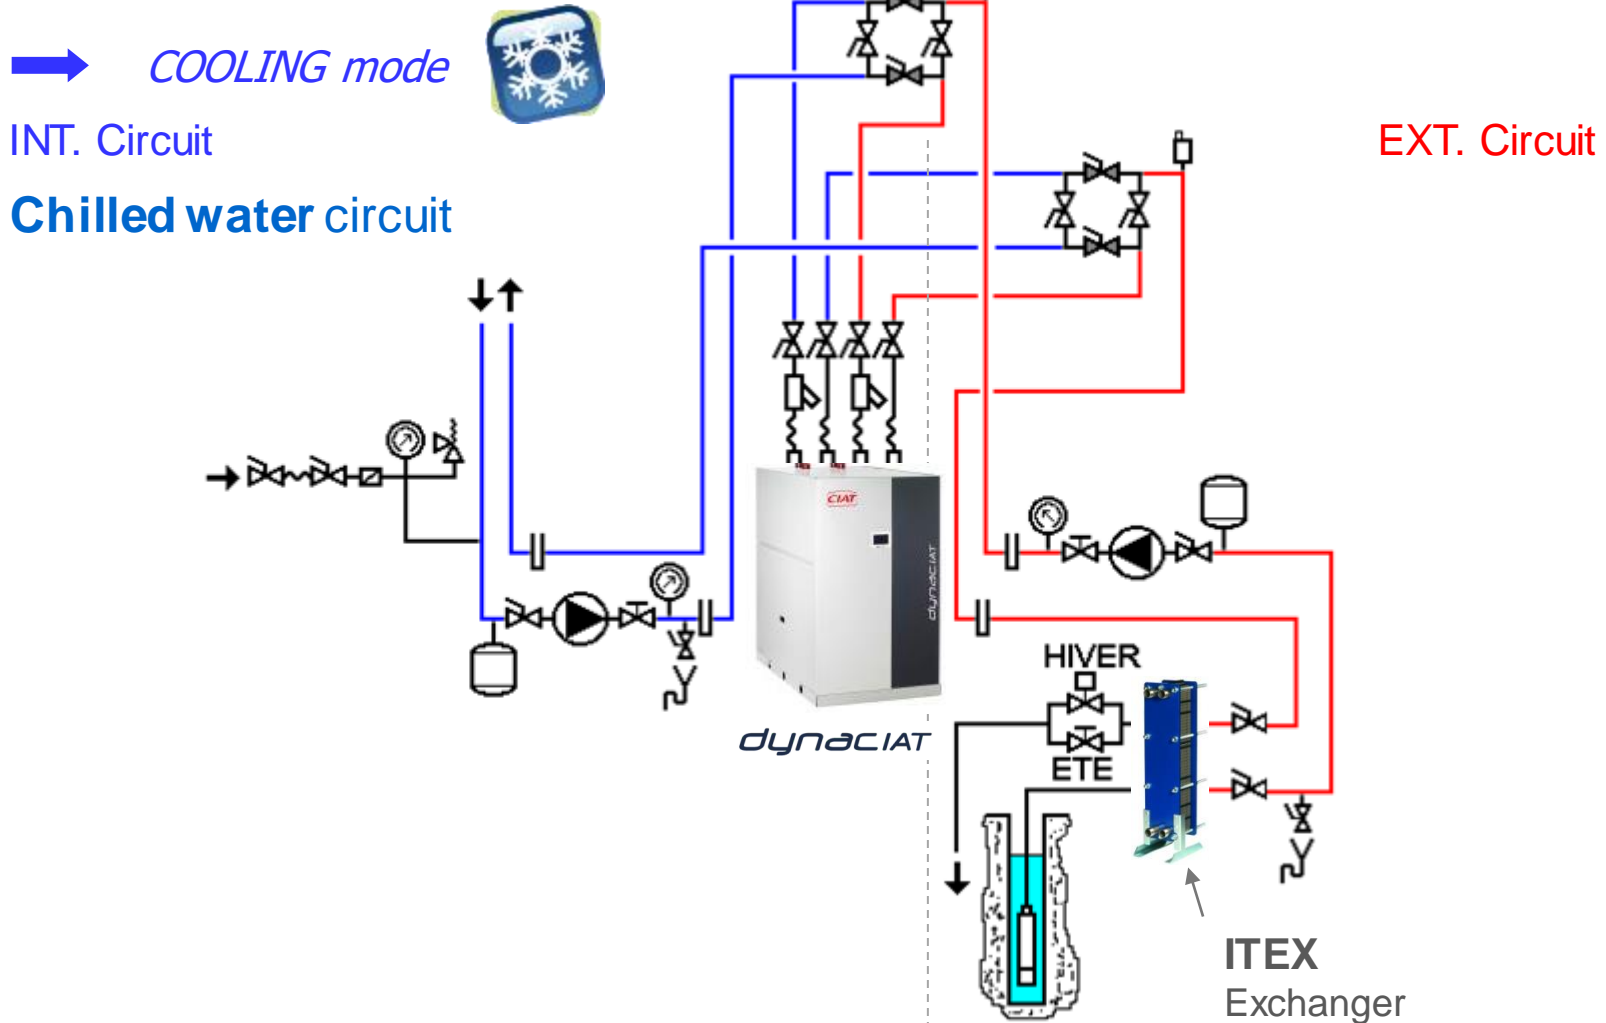 COOLING mode
INT. Circuit
EXT. Circuit
Chilled water circuit
CIAT
dynaCIAT
HIVER
dynaCIAT
ETE
ITEX
Exchanger